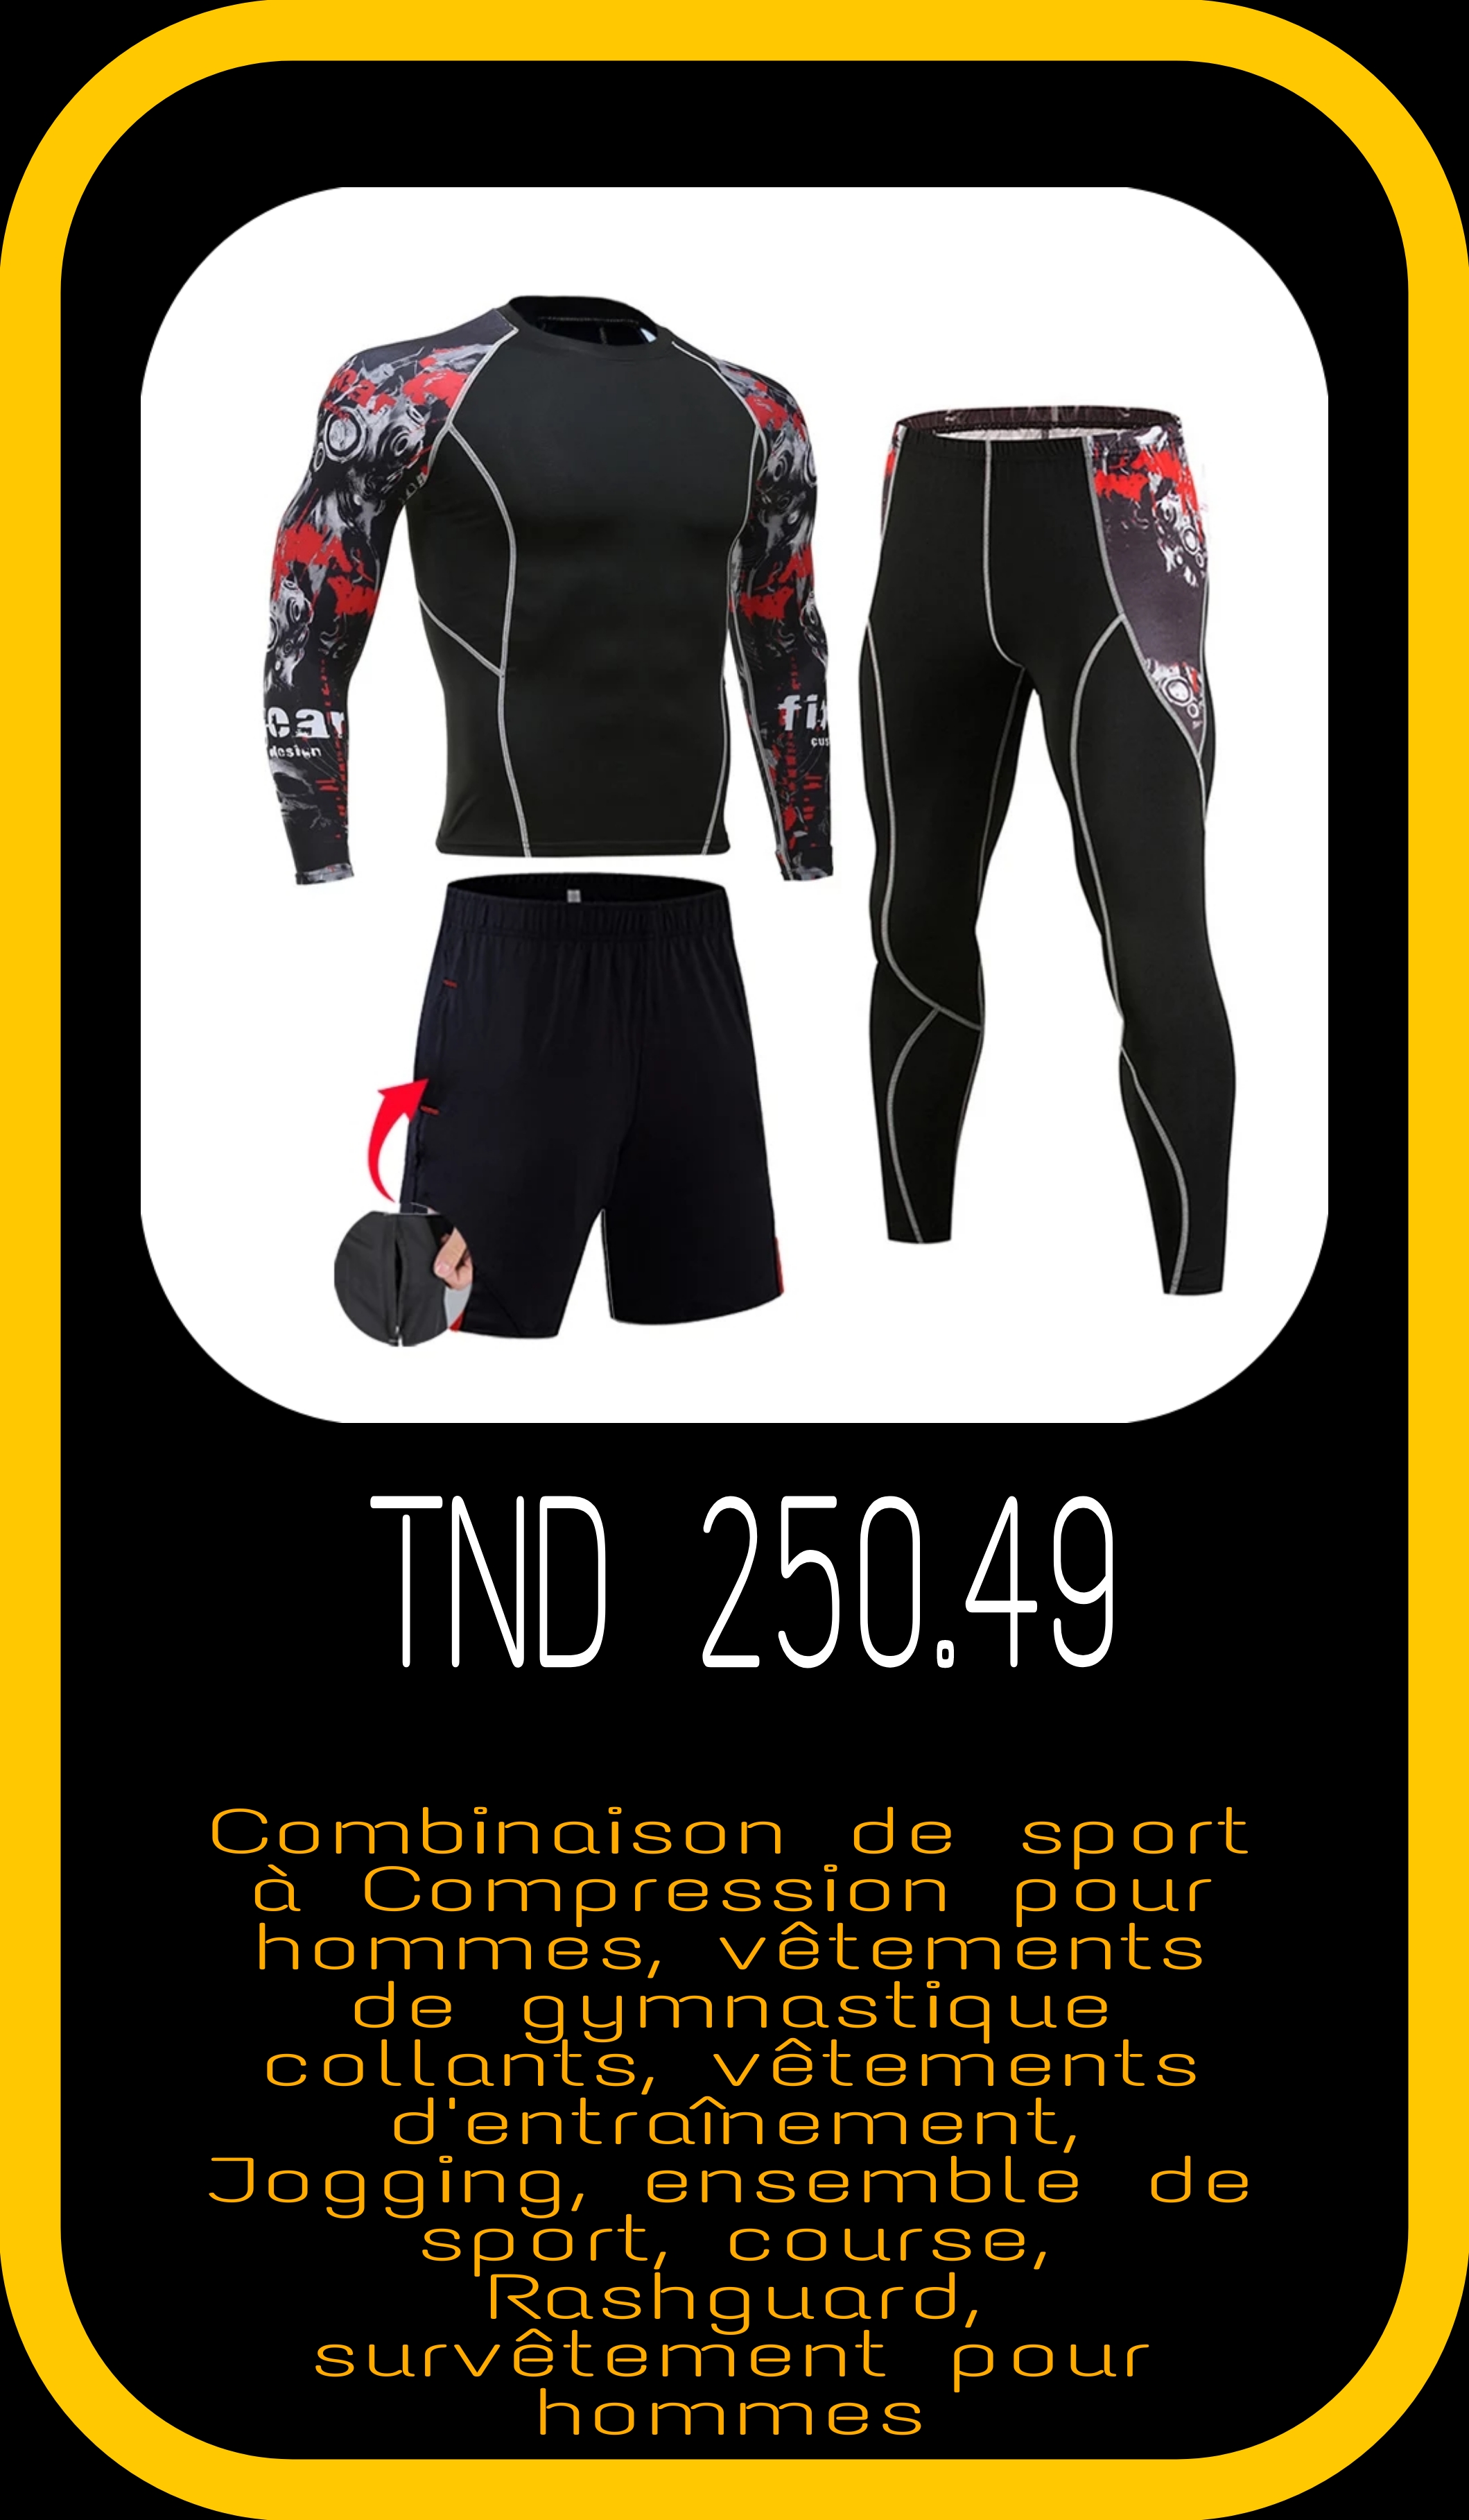 design
TND 250.49
Combinaison de sport
à Compression pour
hommes, vêtements
de gymnastique
collants, vêtements
d'entraînement,
Jogging, ensemble de
sport, course,
Rashguard,
survêtement pour
hommes